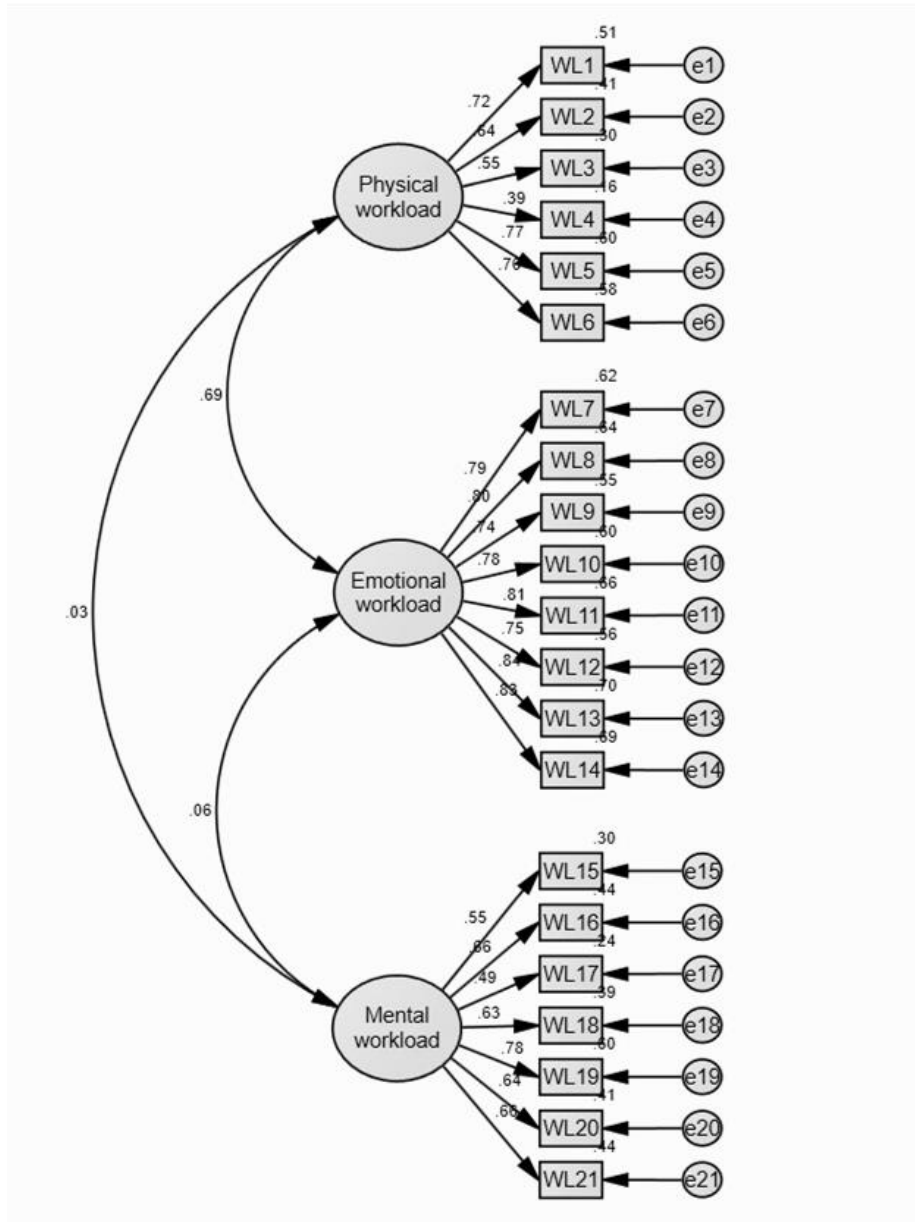 .51
WL1
e1
.72
.41
WL2
e2
.64
.30
WL3
e3
.55
.16
WL4
e4
.39
.60
WL5
e5
.77
.58
WL6
e6
.76
Physical
workload
.69
.62
WL7
e7
.79
.64
WL8
e8
.80
.55
WL9
e9
.74
.60
WL10
e10
.78
.66
WL11
e11
.81
.56
WL12
e12
.75
.70
WL13
e13
.84
.69
WL14
e14
.83
Emotional
workload
.03
.06
.30
WL15
e15
.55
.44
WL16
e16
.66
.24
WL17
e17
.49
.39
WL18
e18
.63
.60
WL19
e19
.78
.41
WL20
e20
.64
.44
WL21
e21
.66
Mental
workload